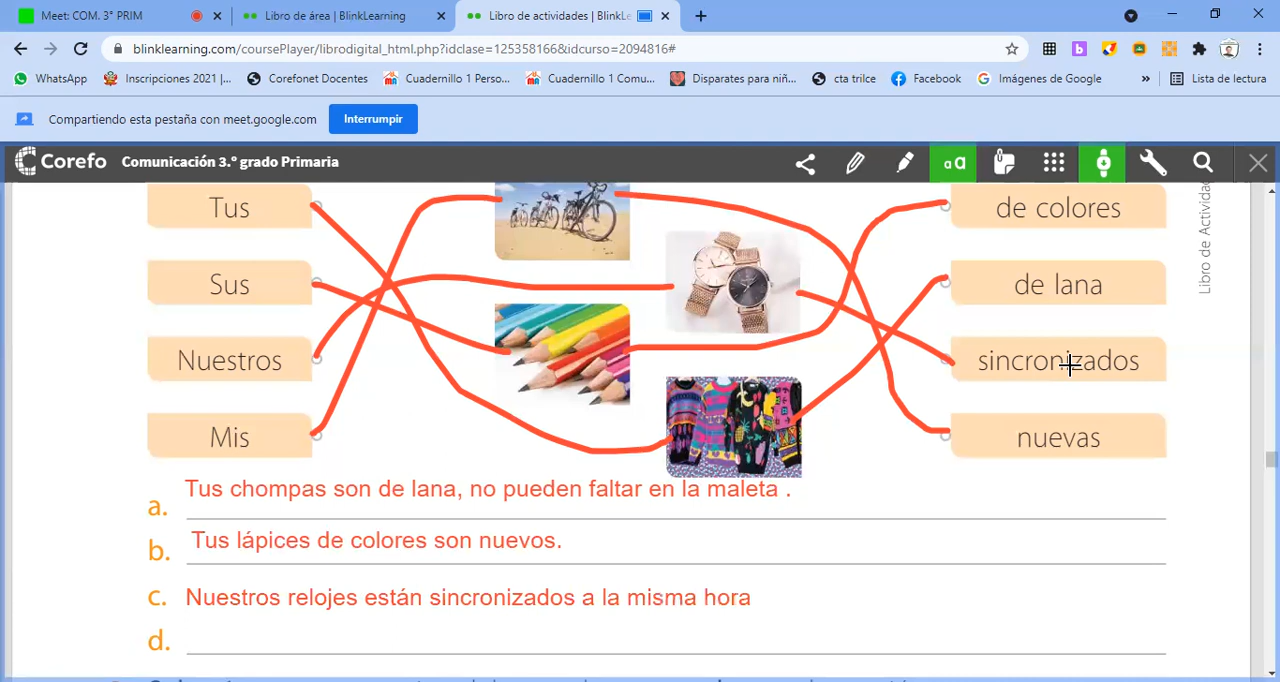 Meet: COM. 3° PRIM
Libro de área | BlinkLearning
Libro de actividades | BlinkLe
blinklearning.com/coursePlayer/librodigital_html.php?idclase=125358166&idcurso=2094816#
WhatsApp
Inscripciones 2021 |...
Corefonet Docentes
Cuadernillo 1 Perso...
Cuadernillo 1 Comu...
Disparates para niñ...
cta trilce
Facebook
Imágenes de Google
»
Lista de lectura
Compartiendo esta pestaña con meet.google.com
Interrumpir
Corefo Comunicación 3.º grado Primaria
aa
Tus
de colores
Sus
de lana
Nuestros
sincronizados
Mis
nuevas
Libro de Actividad
a. Tus chompas son de lana, no pueden faltar en la maleta .
b. Tus lápices de colores son nuevos.
c. Nuestros relojes están sincronizados a la misma hora
d.